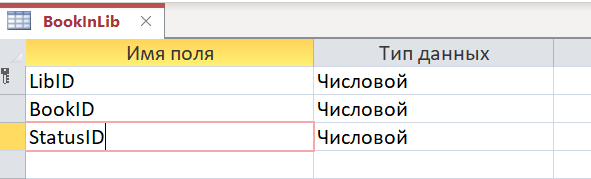 BookInLib
Имя поля Тип данных
LibID Числовой
BookID Числовой
StatusID Числовой